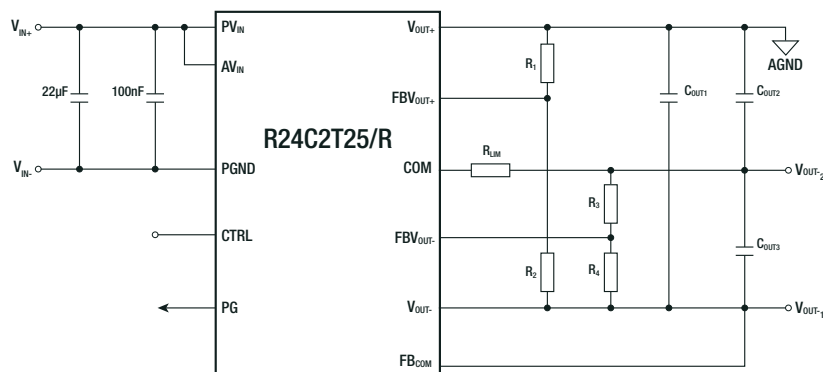 VIN+
22µF
100nF
VIN-
PVIN
AVIN
PGND
CTRL
PG
R24C2T25/R
VOUT+
FBVOUT+
COM
FBVOUT-
VOUT-
FBCOM
R1
RLIM
R3
R2
R4
COUT1
COUT2
COUT3
AGND
VOUT-2
VOUT-1